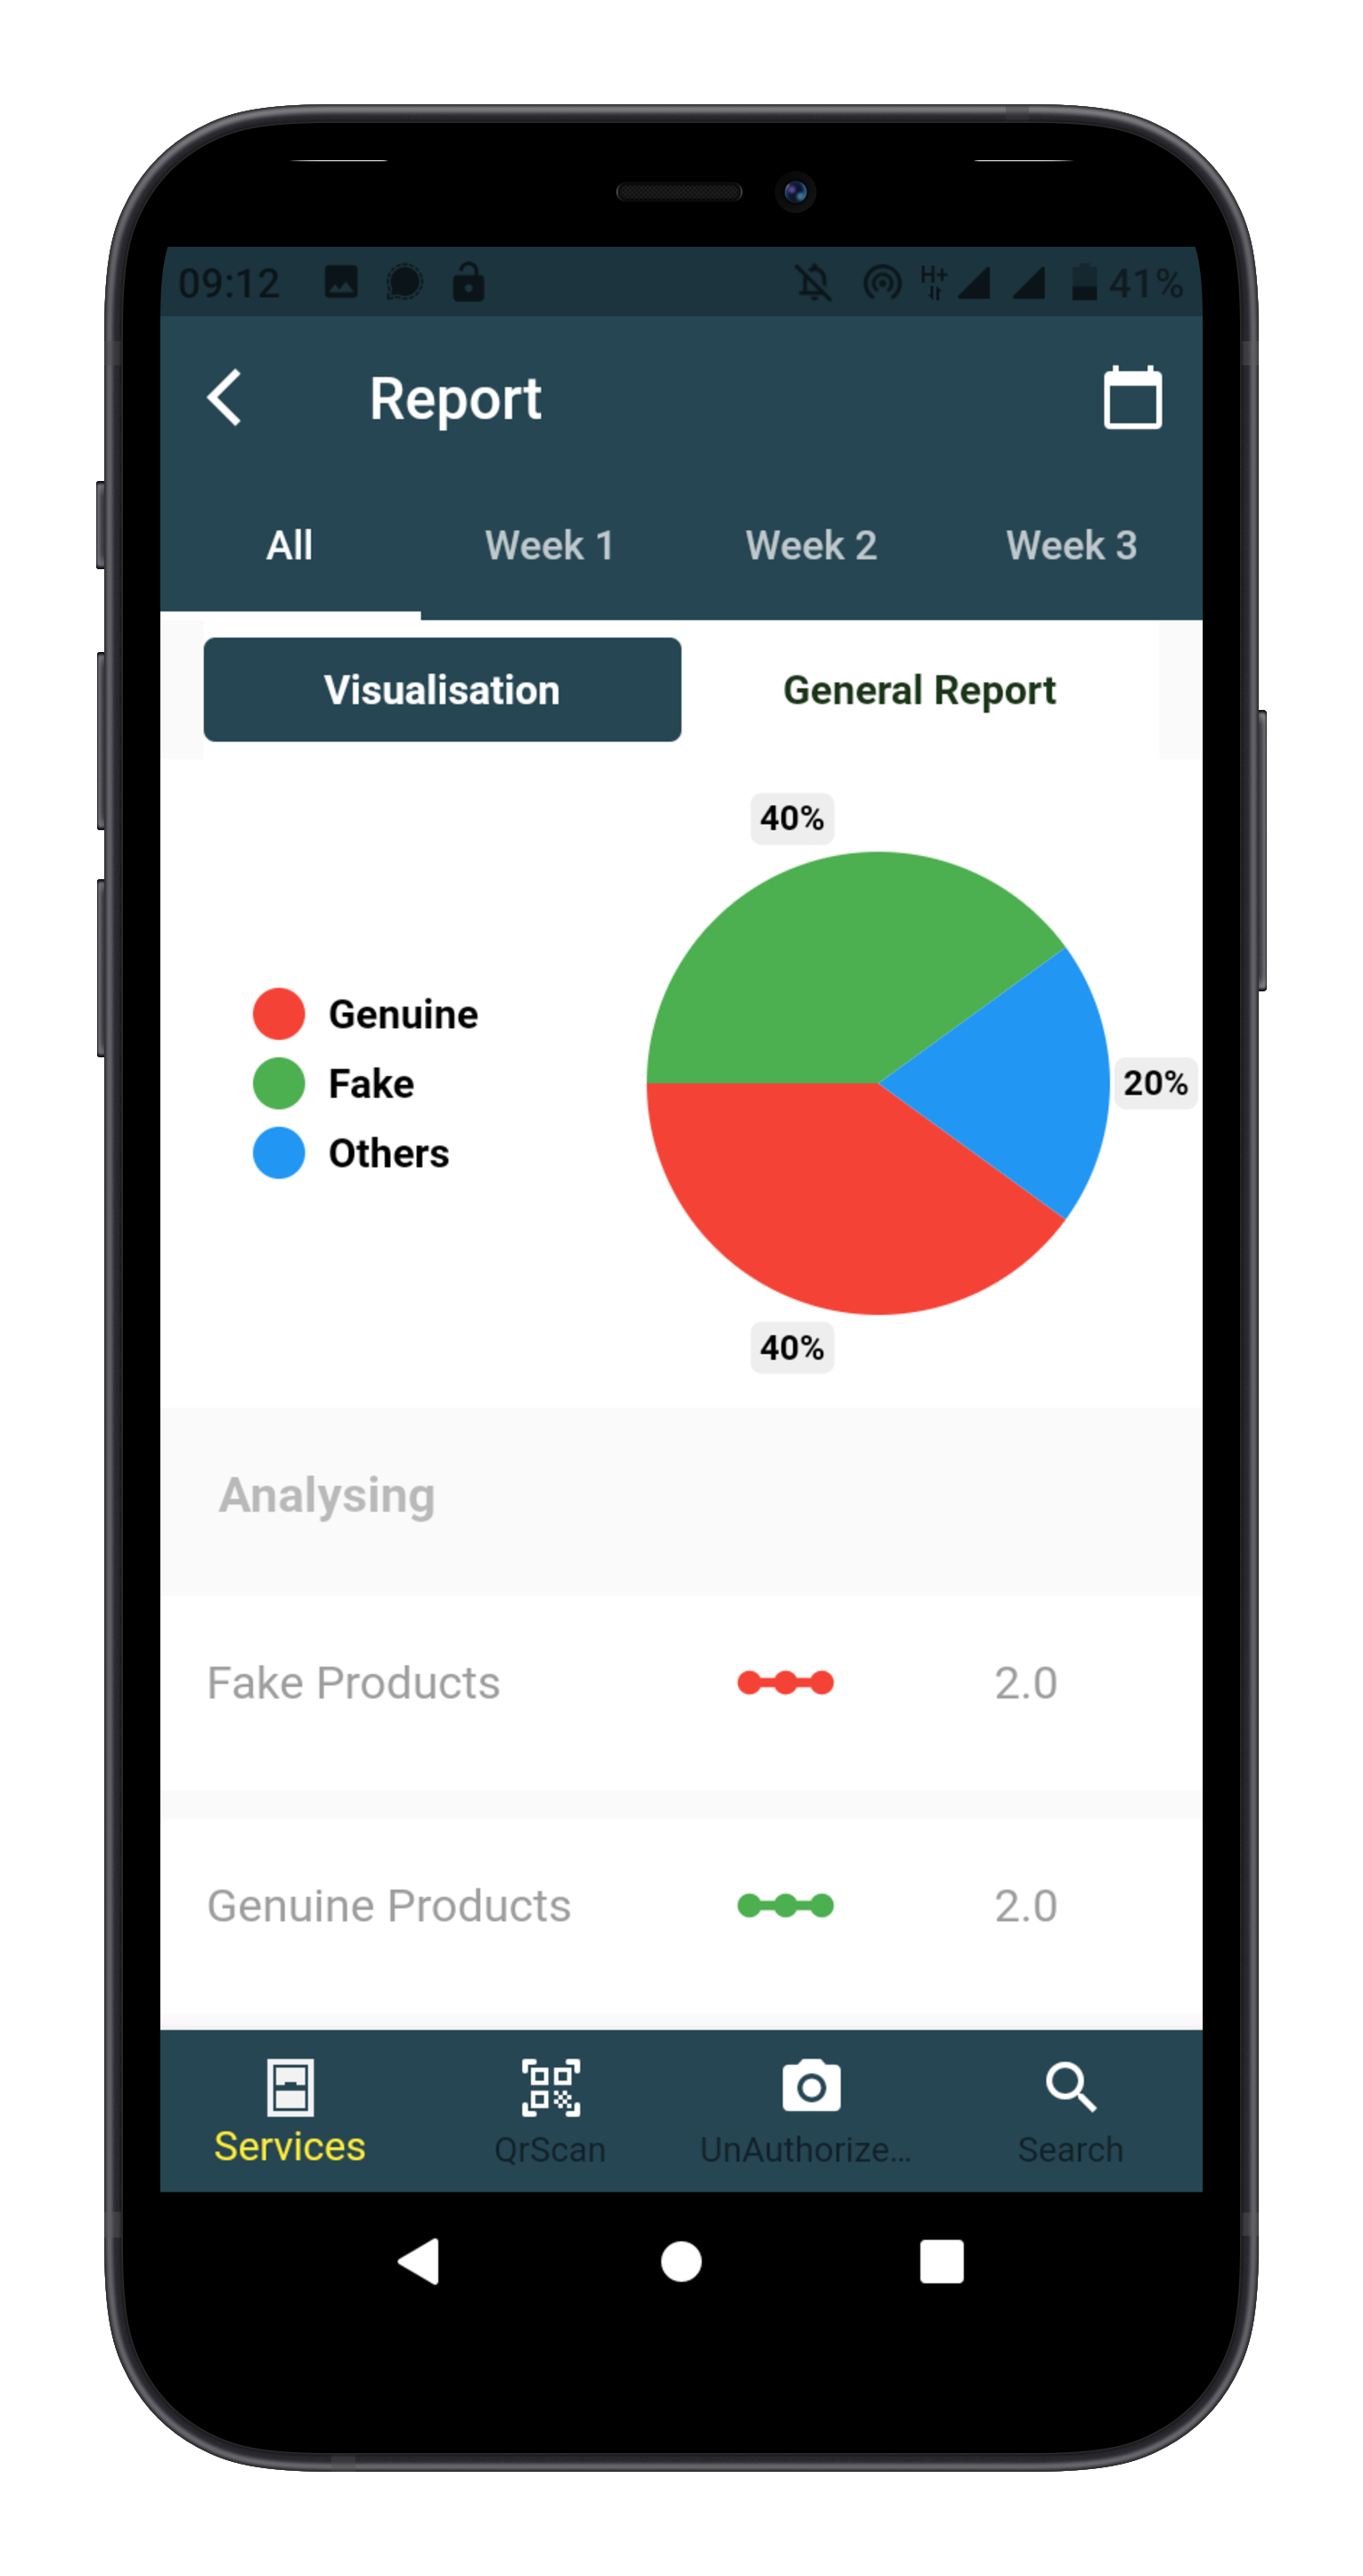 09:12 H+ 41%
Report
All Week 1 Week 2 Week 3
Visualisation General Report
40%
Genuine
Fake
Others
20%
40%
Analysing
Fake Products 2.0
Genuine Products 2.0
Services QrScan UnAuthorize... Search